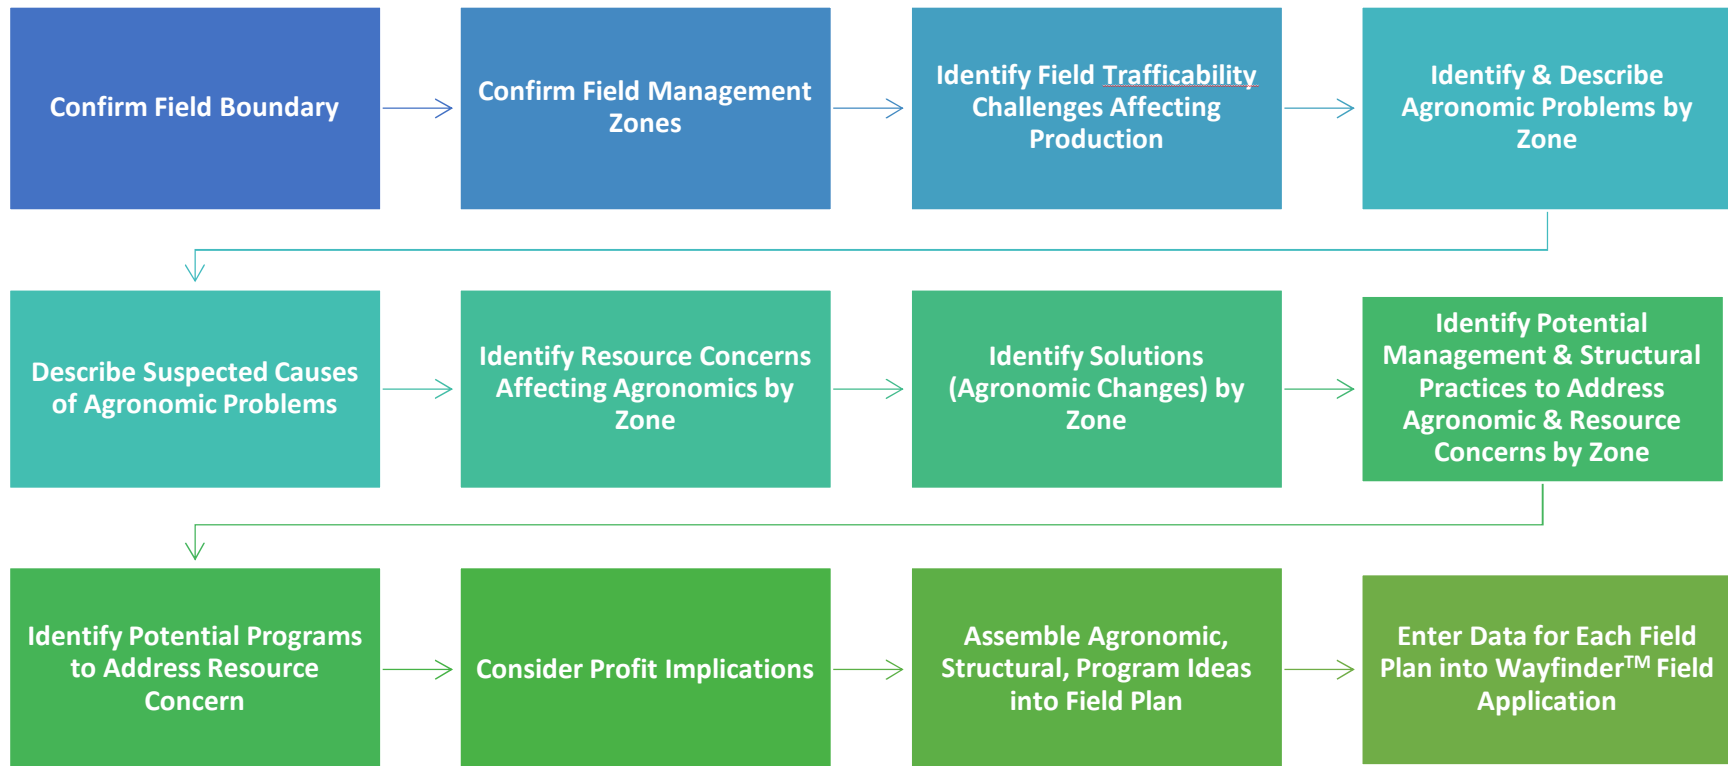 Confirm Field Boundary
Confirm Field Management
Zones
Identify Field Trafficability
Challenges Affecting
Production
Identify & Describe
Agronomic Problems by
Zone
Describe Suspected Causes
of Agronomic Problems
Identify Resource Concerns
Affecting Agronomics by
Zone
Identify Solutions
(Agronomic Changes) by
Zone
Identify Potential
Management & Structural
Practices to Address
Agronomic & Resource
Concerns by Zone
Identify Potential Programs
to Address Resource
Concern
Consider Profit Implications
Assemble Agronomic,
Structural, Program Ideas
into Field Plan
Enter Data for Each Field
Plan into Wayfinder™ Field
Application